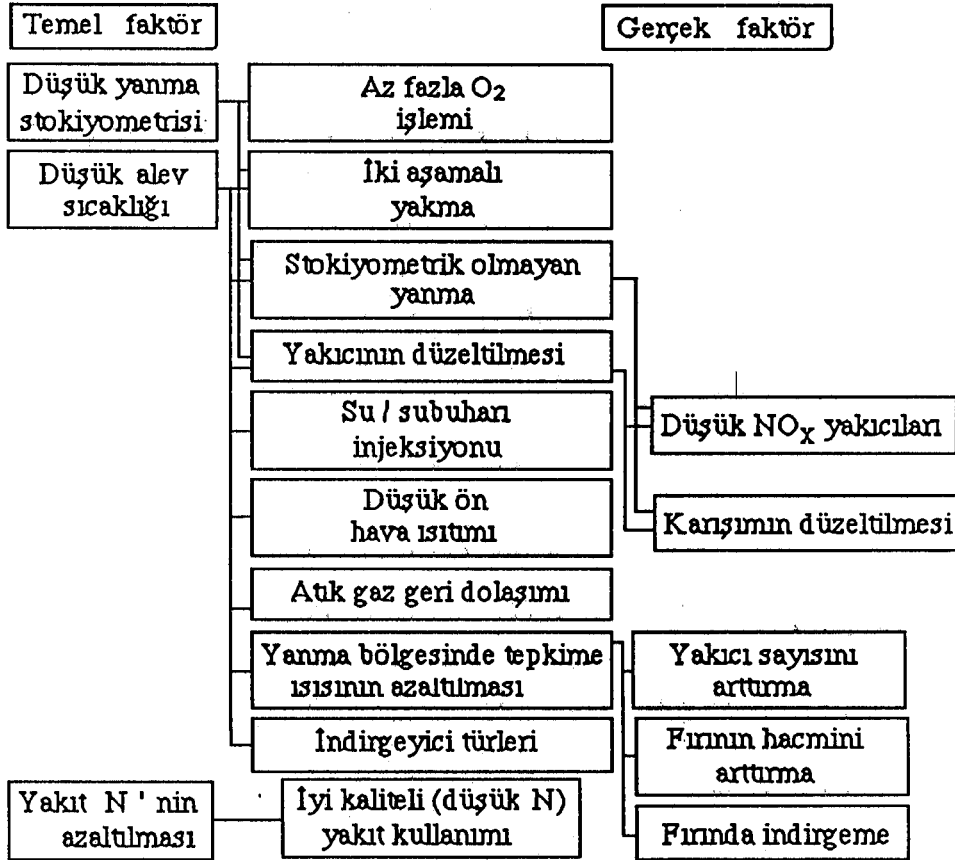 Temel faktör
Gerçek faktör
Düşük yanma
stokiyometrisi
Düşük alev
sıcaklığı
Az fazla O₂
işlemi
İki aşamalı
yakma
Stokiyometrik olmayan
yanma
Yakıcının düzeltilmesi
Su / subuharı
injeksiyonu
Düşük ön
hava ısıtımı
Atık gaz geri dolaşımı
Yanma bölgesinde tepkime
ısısının azaltılması
İndirgeyici türleri
Düşük NOₓ yakıcıları
Karışımın düzeltilmesi
Yakıcı sayısını
arttırma
Fırının hacmini
arttırma
Fırında indirgeme
Yakıt N ' nin
azaltılması
İyi kaliteli (düşük N)
yakıt kullanımı